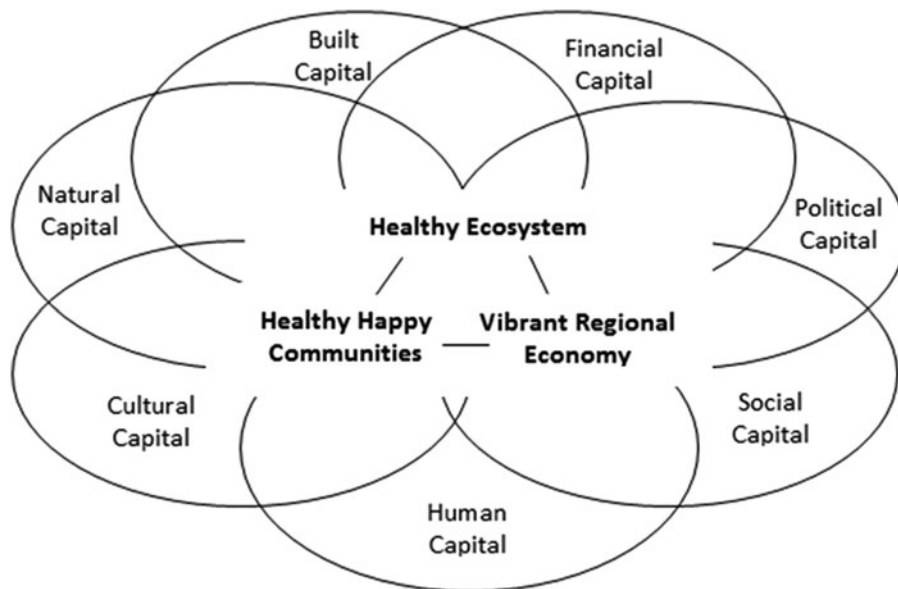 Built
Capital
Financial
Capital
Natural
Capital
Political
Capital
Healthy Ecosystem
Healthy Happy
Communities
Vibrant Regional
Economy
Cultural
Capital
Social
Capital
Human
Capital